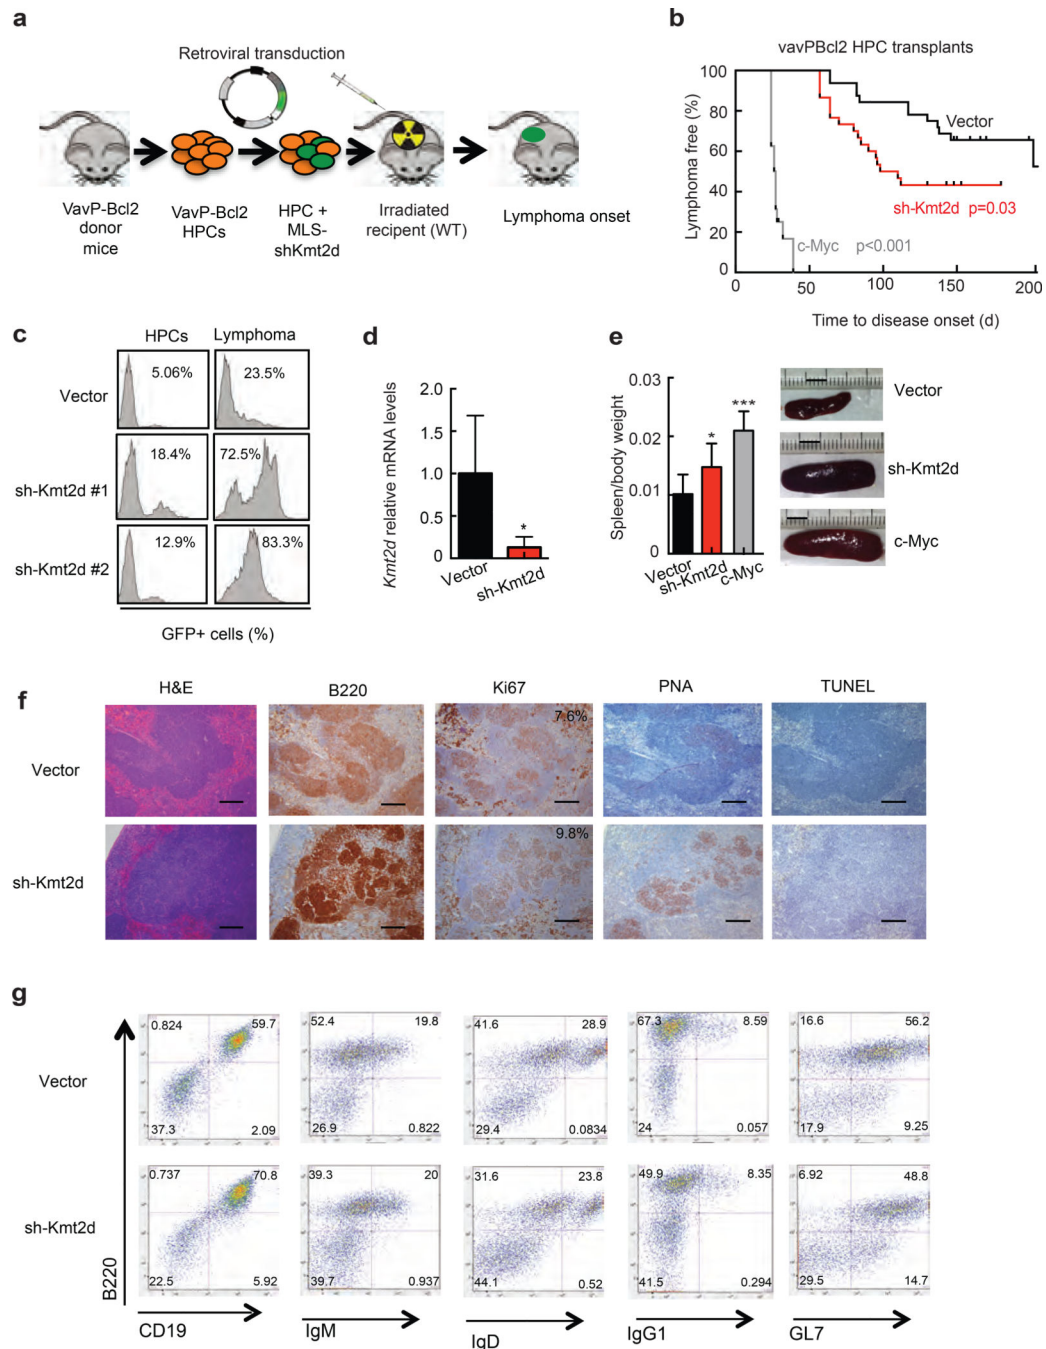 a
Retroviral transduction
VavP-Bcl2
donor
mice
VavP-Bcl2
HPCs
HPC +
MLS-
shKmt2d
Irradiated
recipent (WT)
Lymphoma onset
b
vavPBcl2 HPC transplants
Lymphoma free (%)
100
80
60
40
20
0
Vector
sh-Kmt2d p=0.03
c-Myc p<0.001
0 50 100 150 200
Time to disease onset (d)
c
HPCs Lymphoma
Vector 5.06% 23.5%
sh-Kmt2d #1 18.4% 72.5%
sh-Kmt2d #2 12.9% 83.3%
GFP+ cells (%)
d
Kmt2d relative mRNA levels
2.0
1.5
1.0
0.5
0
*
Vector
sh-Kmt2d
e
Spleen/body weight
0.03
0.02
0.01
0
* ***
Vector
sh-Kmt2d
c-Myc
Vector
sh-Kmt2d
c-Myc
f
H&E B220 Ki67 PNA TUNEL
Vector 7.6%
sh-Kmt2d 9.8%
g
B220
Vector
0.824 59.7
37.3 2.09
52.4 19.8
26.9 0.822
41.6 28.9
29.4 0.0834
67.3 8.59
24 0.057
16.6 56.2
17.9 9.25
sh-Kmt2d
0.737 70.8
22.5 5.92
39.3 20
39.7 0.937
31.6 23.8
44.1 0.52
49.9 8.35
41.5 0.294
6.92 48.8
29.5 14.7
CD19 IgM IgD IgG1 GL7